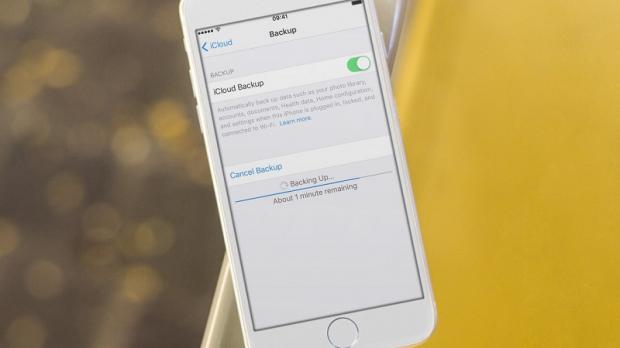 09:41
iCloud
Backup
BACKUP
iCloud Backup
Automatically back up data such as your photo library,
accounts, documents, Health data, Home configuration,
and settings when this iPhone is plugged in, locked, and
connected to Wi-Fi. Learn more.
Cancel Backup
Backing Up...
About 1 minute remaining